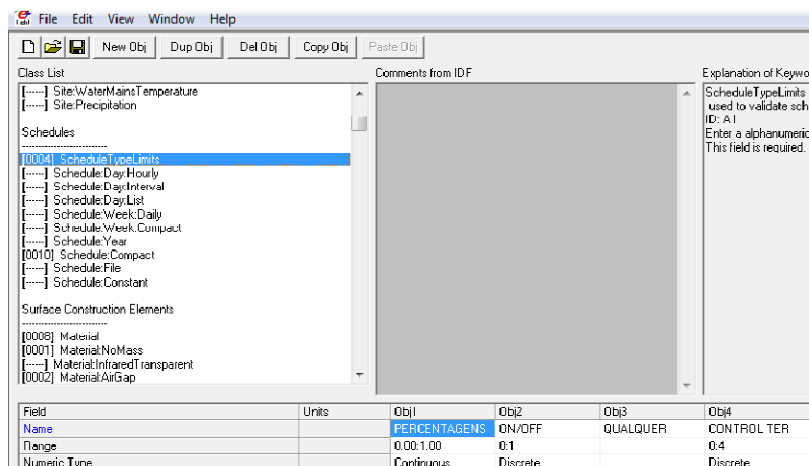 File Edit View Window Help
New Obj Dup Obj Del Obj Copy Obj Paste Obj
Class List
[------] Site:WaterMainsTemperature
[------] Site:Precipitation
Schedules
--------------------------
[0004] ScheduleTypeLimits
[------] Schedule:Day:Hourly
[------] Schedule:Day:Interval
[------] Schedule:Day:List
[------] Schedule:Week:Daily
[------] Schedule:Week:Compact
[------] Schedule:Year
[0010] Schedule:Compact
[------] Schedule:File
[------] Schedule:Constant
Surface Construction Elements
--------------------------
[0008] Material
[0001] Material:NoMass
[------] Material:InfraredTransparent
[0002] Material:AirGap
Comments from IDF
Explanation of Keywo
ScheduleTypeLimits
used to validate sch
ID: A1
Enter a alphanumeric
This field is required.
Field Units Obj1 Obj2 Obj3 Obj4
Name PERCENTAGENS ON/OFF QUALQUER CONTROL TER
Range 0.00:1.00 0:1 0:4
Numeric Type Continuous Discrete Discrete